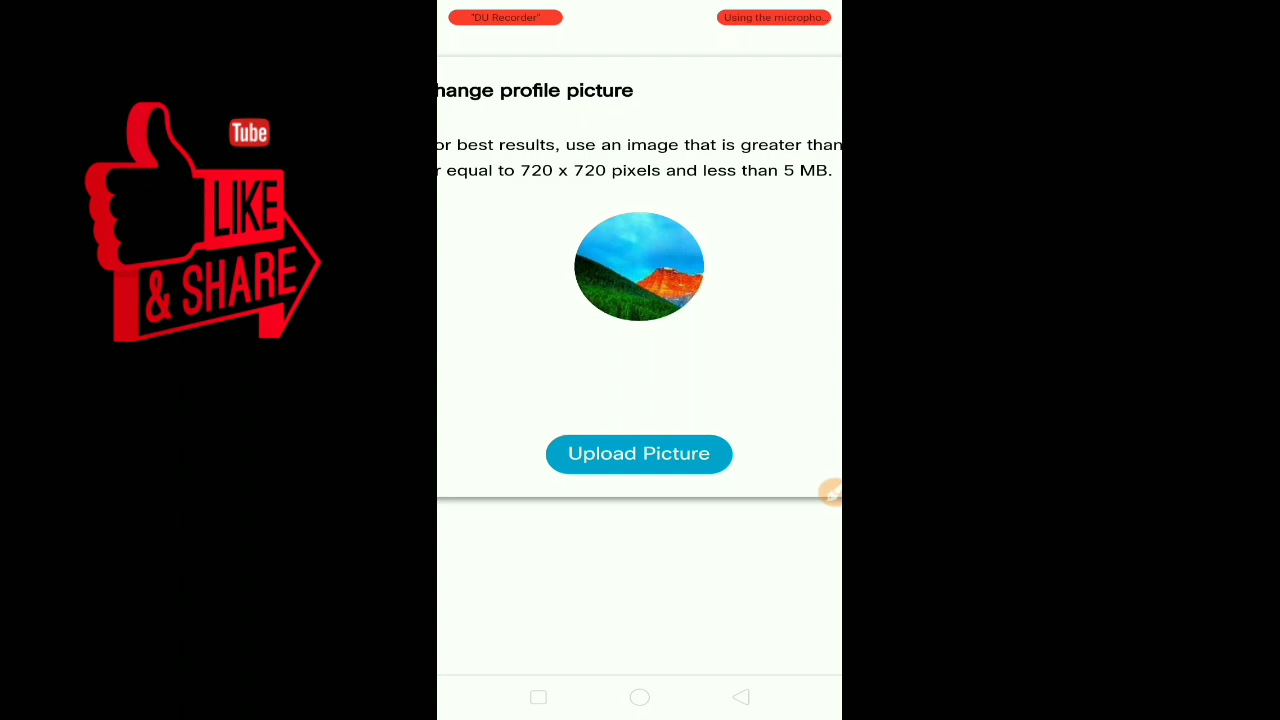 "DU Recorder"
Using the micropho...
hange profile picture
or best results, use an image that is greater than
r equal to 720 x 720 pixels and less than 5 MB.
Upload Picture
Tube
LIKE
& SHARE